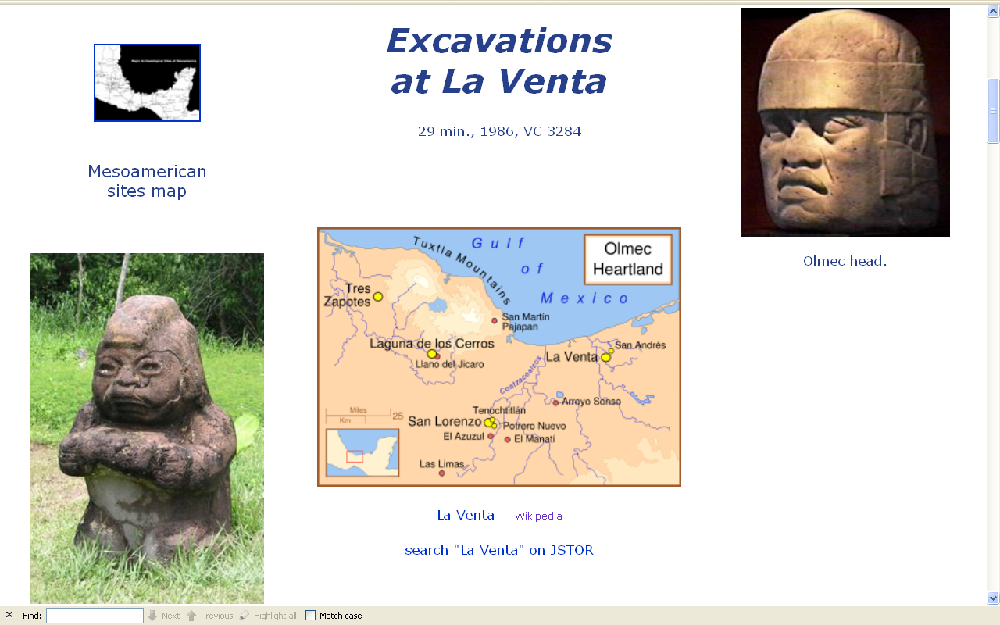 Major Archaeological Sites of Mesoamerica
Mesoamerican
sites map
Excavations
at La Venta
29 min., 1986, VC 3284
Olmec head.
Olmec
Heartland
Gulf
of
Mexico
Tuxtla Mountains
Tres
Zapotes
San Martín
Pajapan
Laguna de los Cerros
Llano del Jicaro
La Venta
San Andrés
Coatzacoalcos
Arroyo Sonso
Tenochtitlán
San Lorenzo
Potrero Nuevo
El Azuzul
El Manatí
Las Limas
Miles
Km
25
La Venta -- Wikipedia
search "La Venta" on JSTOR
Find:
Next
Previous
Highlight all
Match case